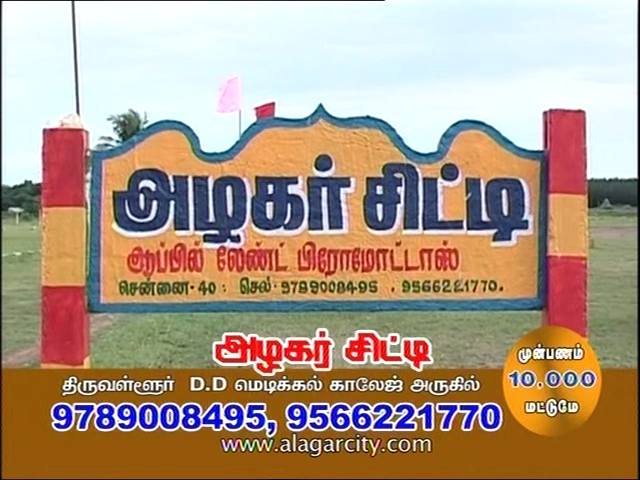 அழகர் சிட்டி
ஆப்பில் லேண்ட் பிரோமோட்டாஸ்
சென்னை-40: செல்-9789008495 . 9566221770.
அழகர் சிட்டி
திருவள்ளூர் D.D மெடிக்கல் காலேஜ் அருகில்
9789008495, 9566221770
www.alagarcity.com
முன்பணம்
10,000
மட்டுமே